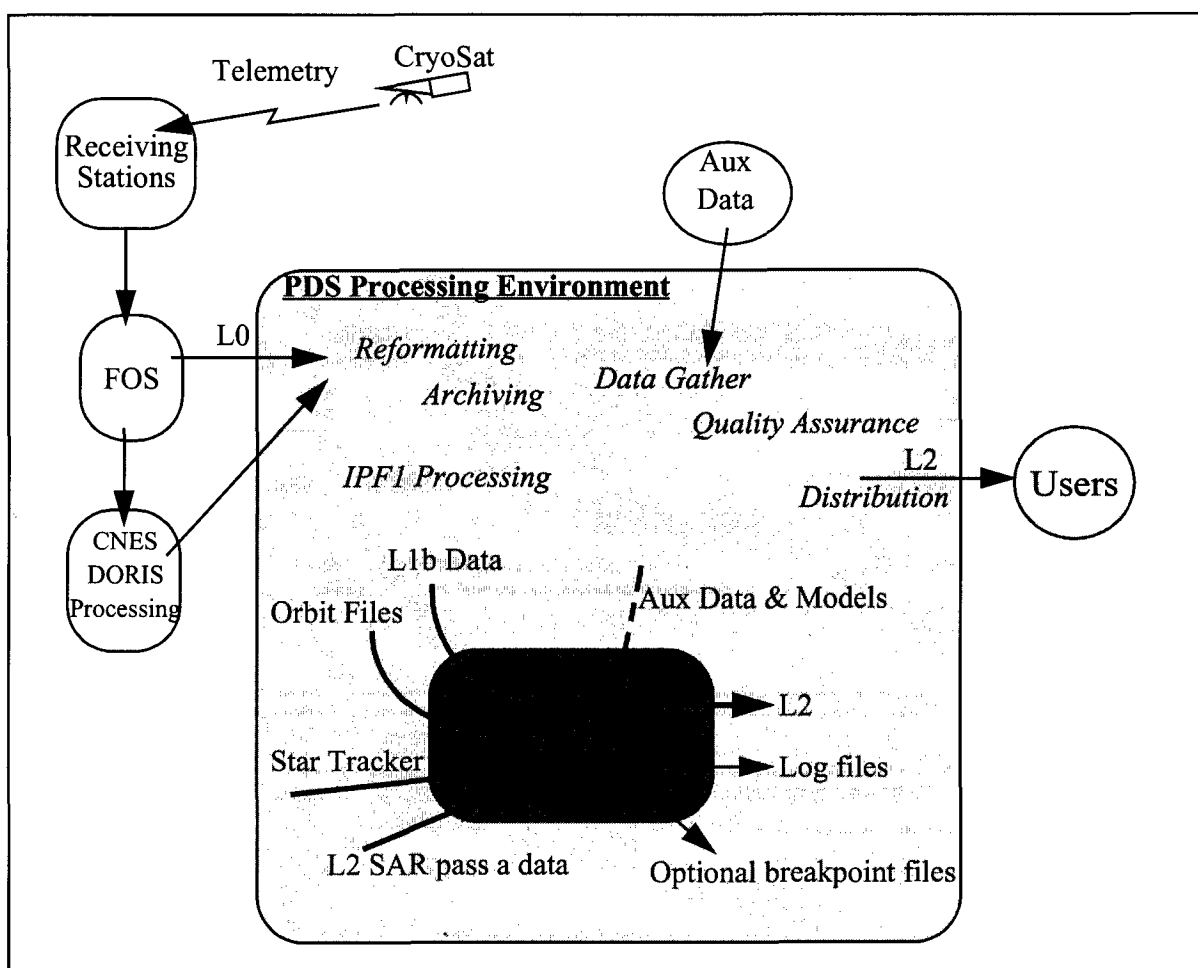 CryoSat
Telemetry
Receiving
Stations
Aux
Data
PDS Processing Environment
L0
FOS
Reformatting
Archiving
Data Gather
Quality Assurance
L2
Distribution
Users
IPF1 Processing
CNES
DORIS
Processing
L1b Data
Aux Data & Models
Orbit Files
L2
Star Tracker
Log files
L2 SAR pass a data
Optional breakpoint files